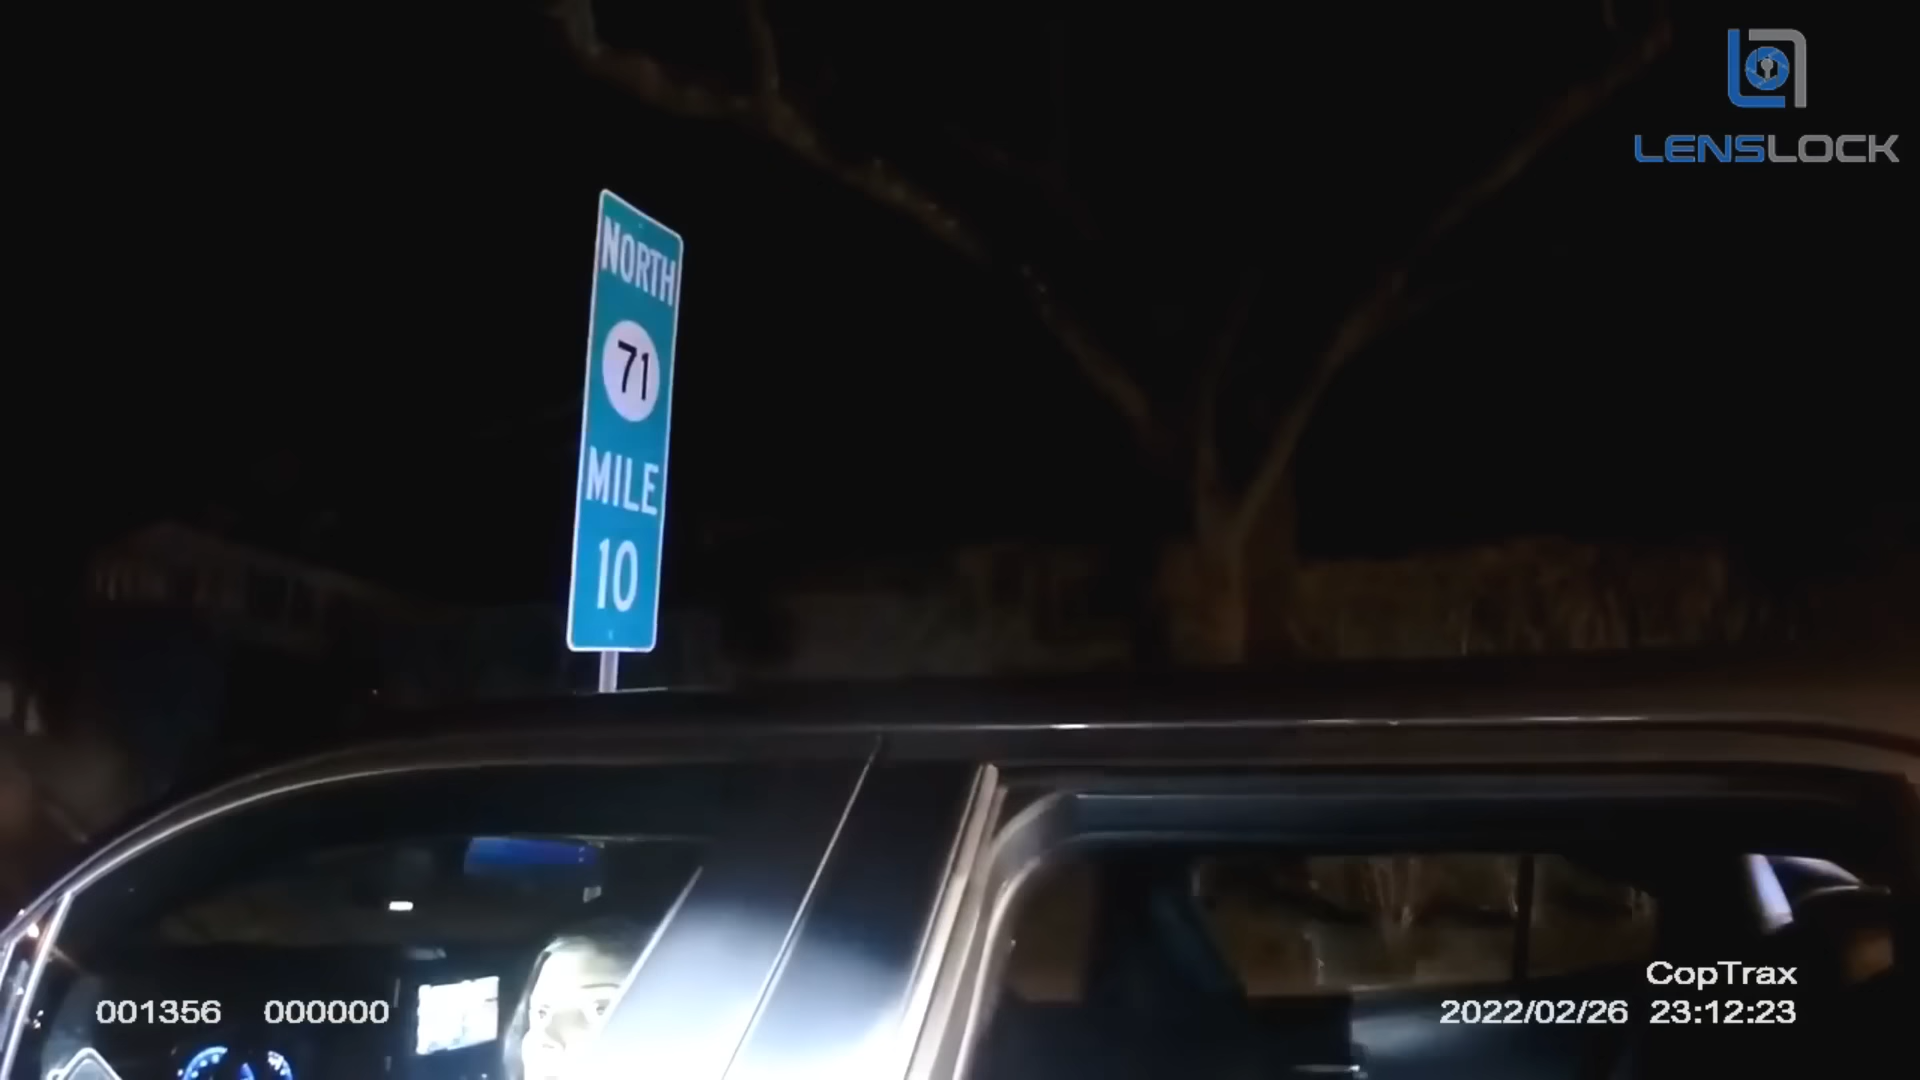 LENSLOCK
NORTH
71
MILE
10
CopTrax
001356 000000
2022/02/26 23:12:23